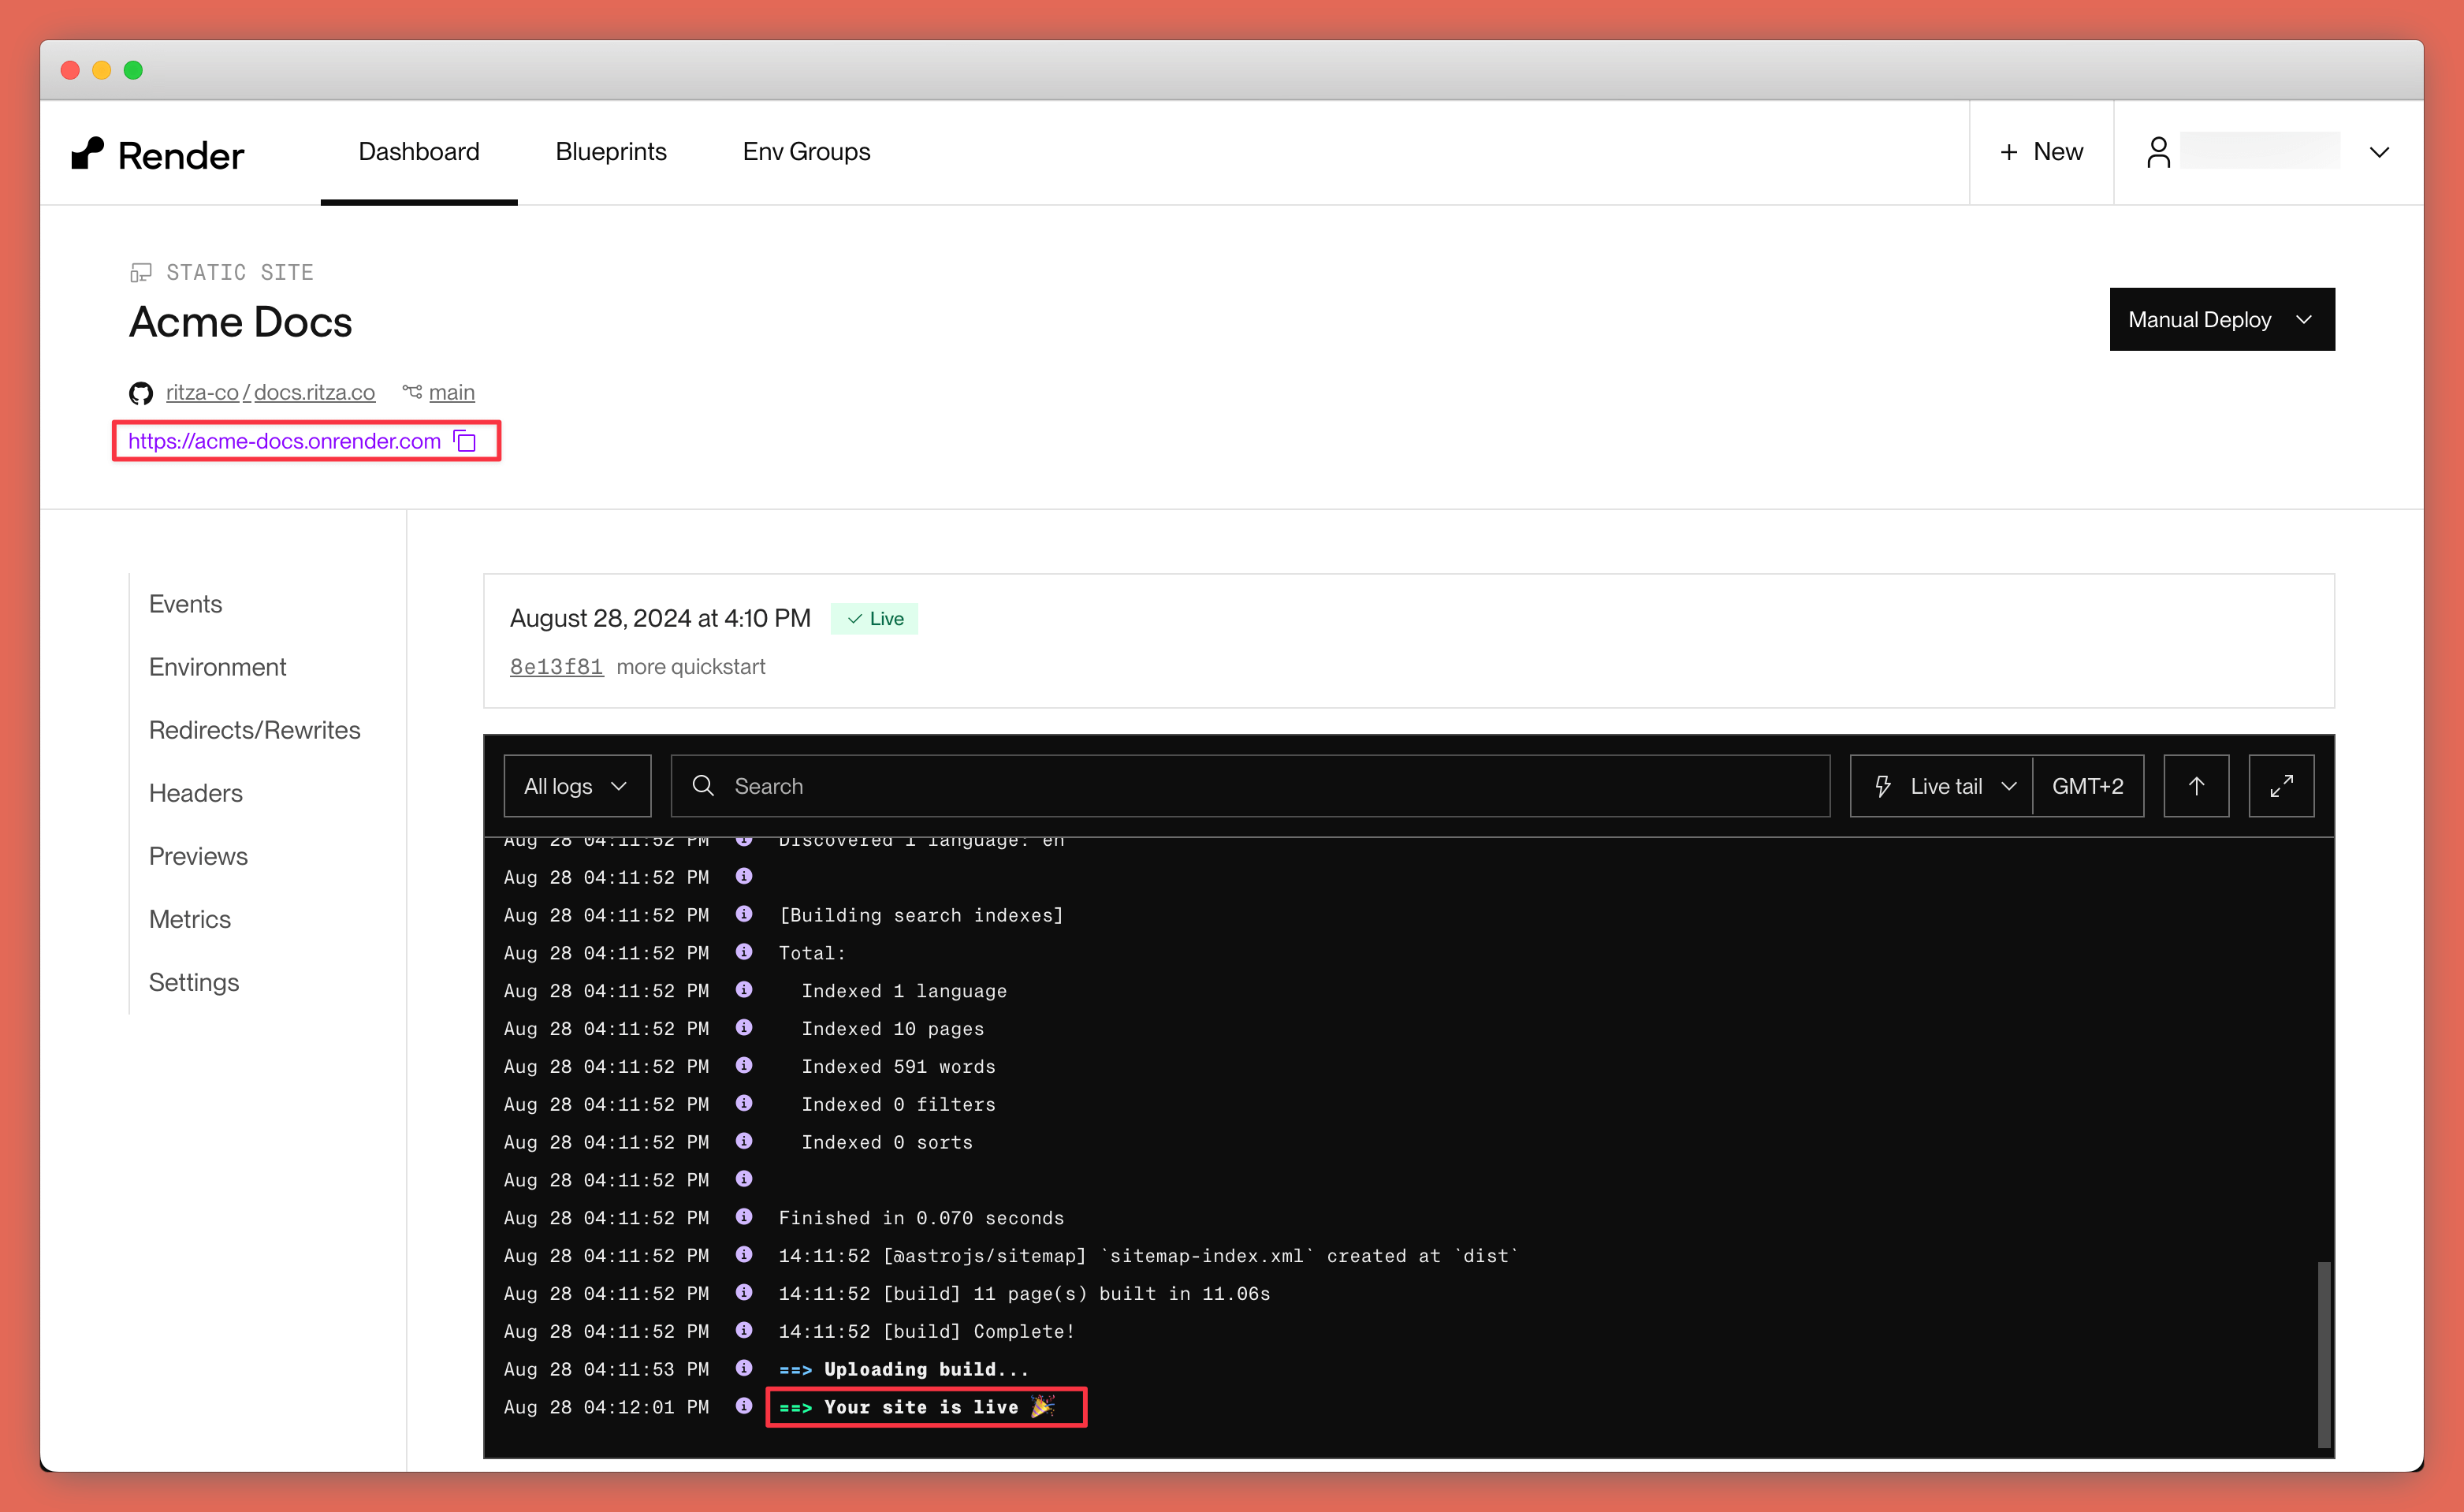 Render
Dashboard Blueprints Env Groups + New
STATIC SITE
Acme Docs
Manual Deploy
ritza-co / docs.ritza.co main
https://acme-docs.onrender.com
Events
Environment
Redirects/Rewrites
Headers
Previews
Metrics
Settings
August 28, 2024 at 4:10 PM Live
8e13f81 more quickstart
All logs Search Live tail GMT+2
Aug 28 04:11:52 PM Discovered 1 language: en
Aug 28 04:11:52 PM
Aug 28 04:11:52 PM [Building search indexes]
Aug 28 04:11:52 PM Total:
Aug 28 04:11:52 PM Indexed 1 language
Aug 28 04:11:52 PM Indexed 10 pages
Aug 28 04:11:52 PM Indexed 591 words
Aug 28 04:11:52 PM Indexed 0 filters
Aug 28 04:11:52 PM Indexed 0 sorts
Aug 28 04:11:52 PM
Aug 28 04:11:52 PM Finished in 0.070 seconds
Aug 28 04:11:52 PM 14:11:52 [@astrojs/sitemap] `sitemap-index.xml` created at `dist`
Aug 28 04:11:52 PM 14:11:52 [build] 11 page(s) built in 11.06s
Aug 28 04:11:52 PM 14:11:52 [build] Complete!
Aug 28 04:11:53 PM ==> Uploading build...
Aug 28 04:12:01 PM ==> Your site is live 🎉